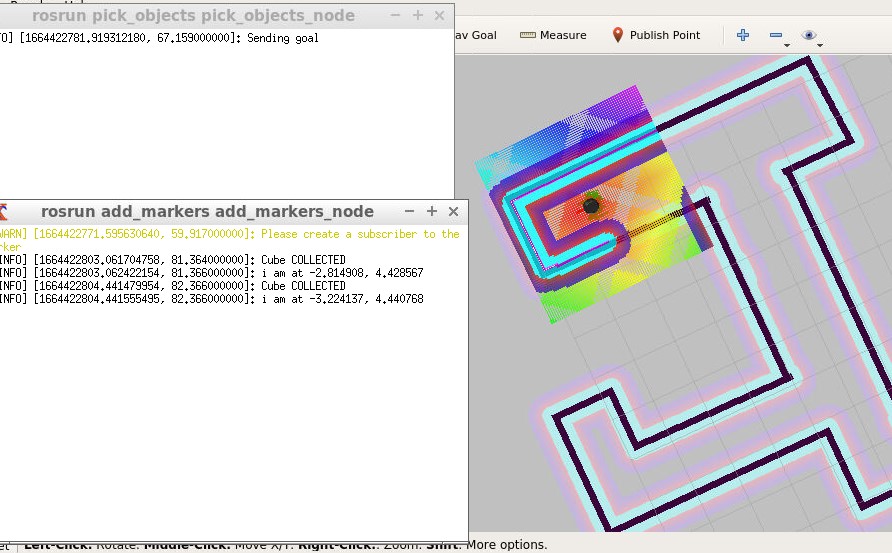 rosrun pick_objects pick_objects_node
O] [1664422781.919312180, 67.159000000]: Sending goal
av Goal Measure Publish Point
rosrun add_markers add_markers_node
WARN] [1664422771.595630640, 59.917000000]: Please create a subscriber to the
rker
INFO] [1664422803.061704758, 81.364000000]: Cube COLLECTED
INFO] [1664422803.062422154, 81.366000000]: i am at -2.814908, 4.428567
INFO] [1664422804.441479954, 82.366000000]: Cube COLLECTED
INFO] [1664422804.441555495, 82.366000000]: i am at -3.224137, 4.440768
et Left-Click: Rotate. Middle-Click: Move X/Y. Right-Click:: Zoom. Shift: More options.